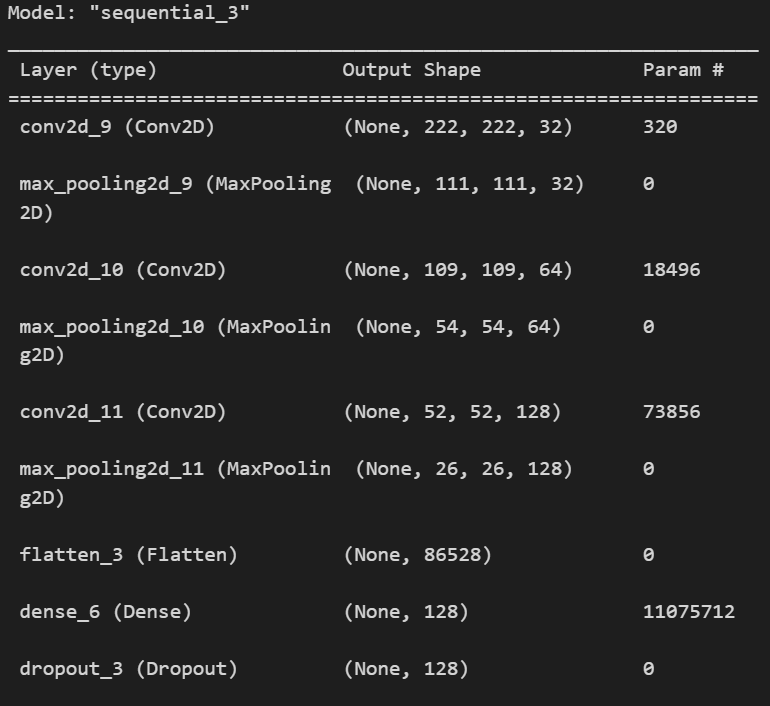 Model: "sequential_3"
_________________________________________________________________
Layer (type) Output Shape Param #
=================================================================
conv2d_9 (Conv2D) (None, 222, 222, 32) 320
max_pooling2d_9 (MaxPooling (None, 111, 111, 32) 0
2D)
conv2d_10 (Conv2D) (None, 109, 109, 64) 18496
max_pooling2d_10 (MaxPoolin (None, 54, 54, 64) 0
g2D)
conv2d_11 (Conv2D) (None, 52, 52, 128) 73856
max_pooling2d_11 (MaxPoolin (None, 26, 26, 128) 0
g2D)
flatten_3 (Flatten) (None, 86528) 0
dense_6 (Dense) (None, 128) 11075712
dropout_3 (Dropout) (None, 128) 0